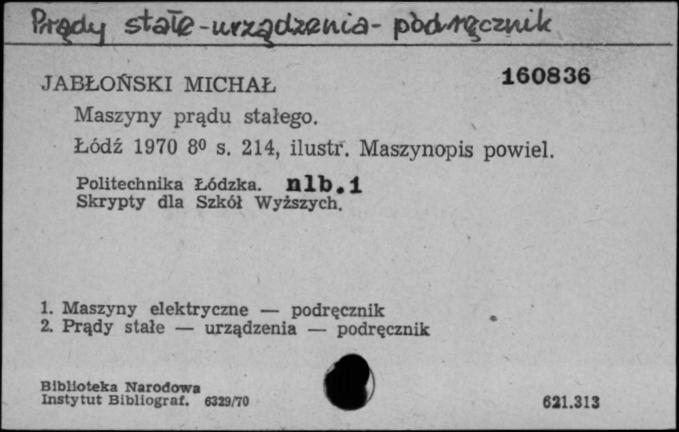 Prądy stałe - urządzenia - podręcznik
JABŁOŃSKI MICHAŁ 160836
Maszyny prądu stałego.
Łódź 1970 8⁰ s. 214, ilustr. Maszynopis powiel.
Politechnika Łódzka. nlb.1
Skrypty dla Szkół Wyższych.
1. Maszyny elektryczne — podręcznik
2. Prądy stałe — urządzenia — podręcznik
Biblioteka Narodowa
Instytut Bibliograf. 6329/70 621.313